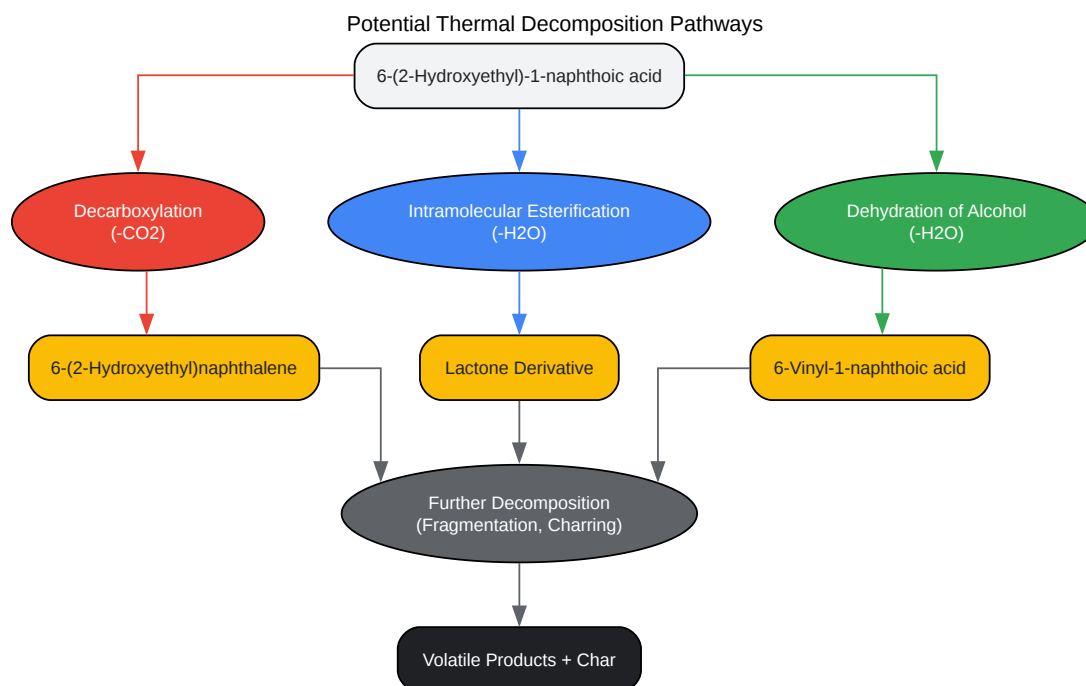 Potential Thermal Decomposition Pathways
6-(2-Hydroxyethyl)-1-naphthoic acid
Decarboxylation
(-CO2)
Intramolecular Esterification
(-H2O)
Dehydration of Alcohol
(-H2O)
6-(2-Hydroxyethyl)naphthalene
Lactone Derivative
6-Vinyl-1-naphthoic acid
Further Decomposition
(Fragmentation, Charring)
Volatile Products + Char